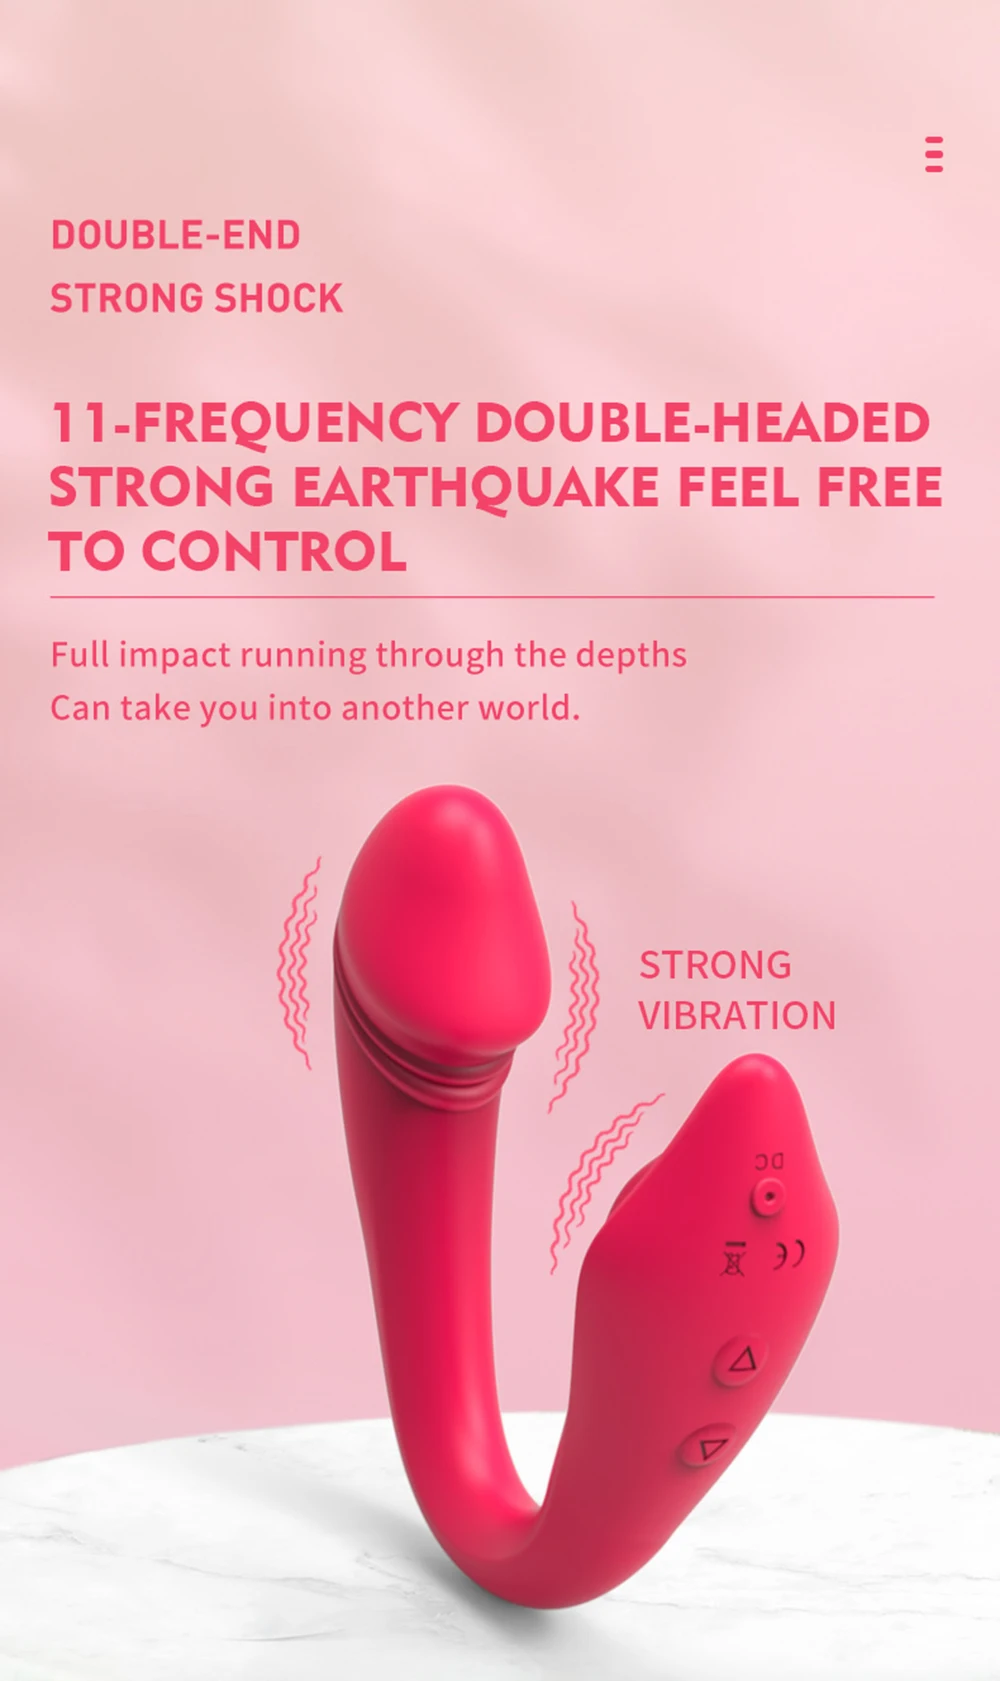 DOUBLE-END
STRONG SHOCK
11-FREQUENCY DOUBLE-HEADED
STRONG EARTHQUAKE FEEL FREE
TO CONTROL
Full impact running through the depths
Can take you into another world.
STRONG
VIBRATION
DC
CE